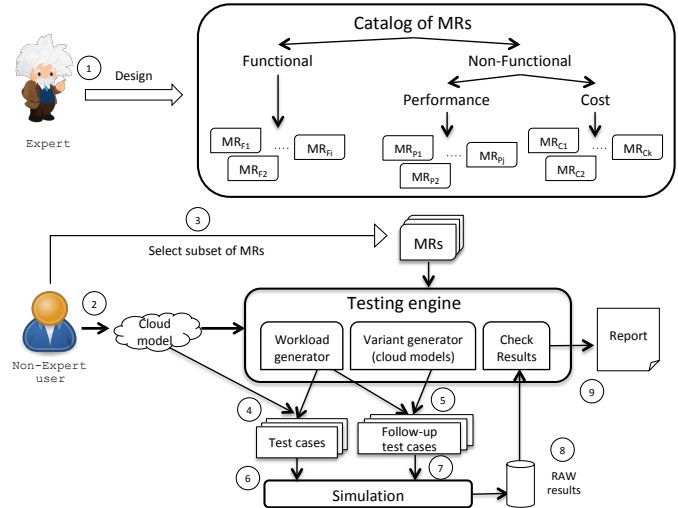 Catalog of MRs
1
Design
Functional
Non-Functional
Performance
Cost
Expert
MRF1
....
MRFi
MRF2
MRP1
....
MRPj
MRP2
MRC1
....
MRCk
MRC2
3
Select subset of MRs
MRs
2
Cloud
model
Non-Expert
user
Testing engine
Workload
generator
Variant generator
(cloud models)
Check
Results
Report
9
4
5
Test cases
Follow-up
test cases
6
7
8
RAW
results
Simulation